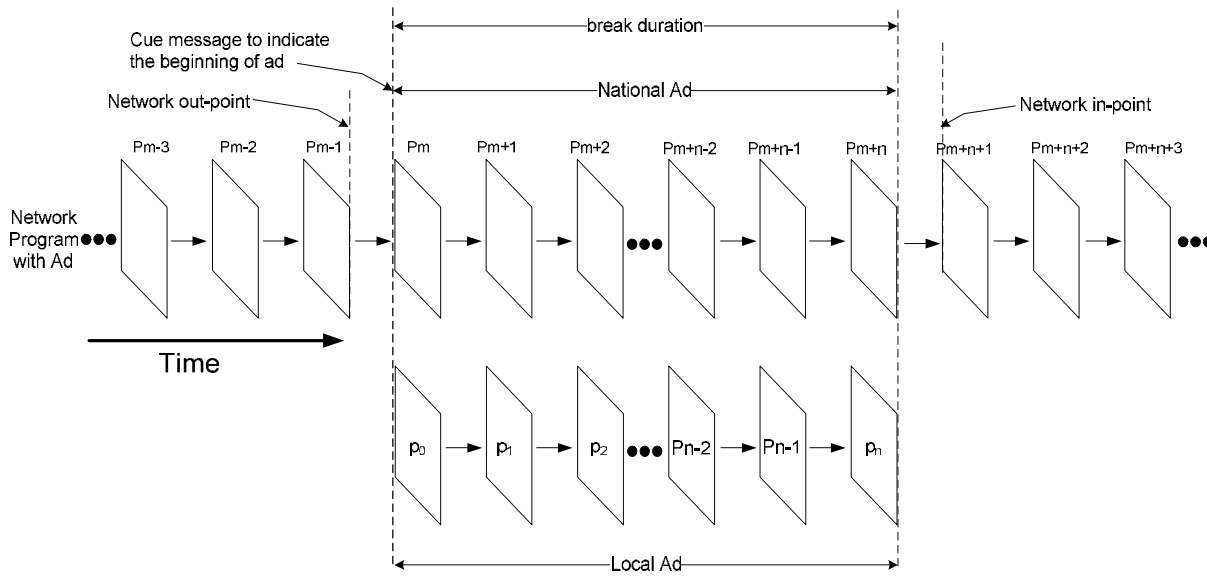 break duration
Cue message to indicate
the beginning of ad
National Ad
Network out-point
Network in-point
Pm-3
Pm-2
Pm-1
Pm
Pm+1
Pm+2
Pm+n-2
Pm+n-1
Pm+n
Pm+n+1
Pm+n+2
Pm+n+3
Network
Program
with Ad
Time
p0
p1
p2
Pn-2
Pn-1
pn
Local Ad